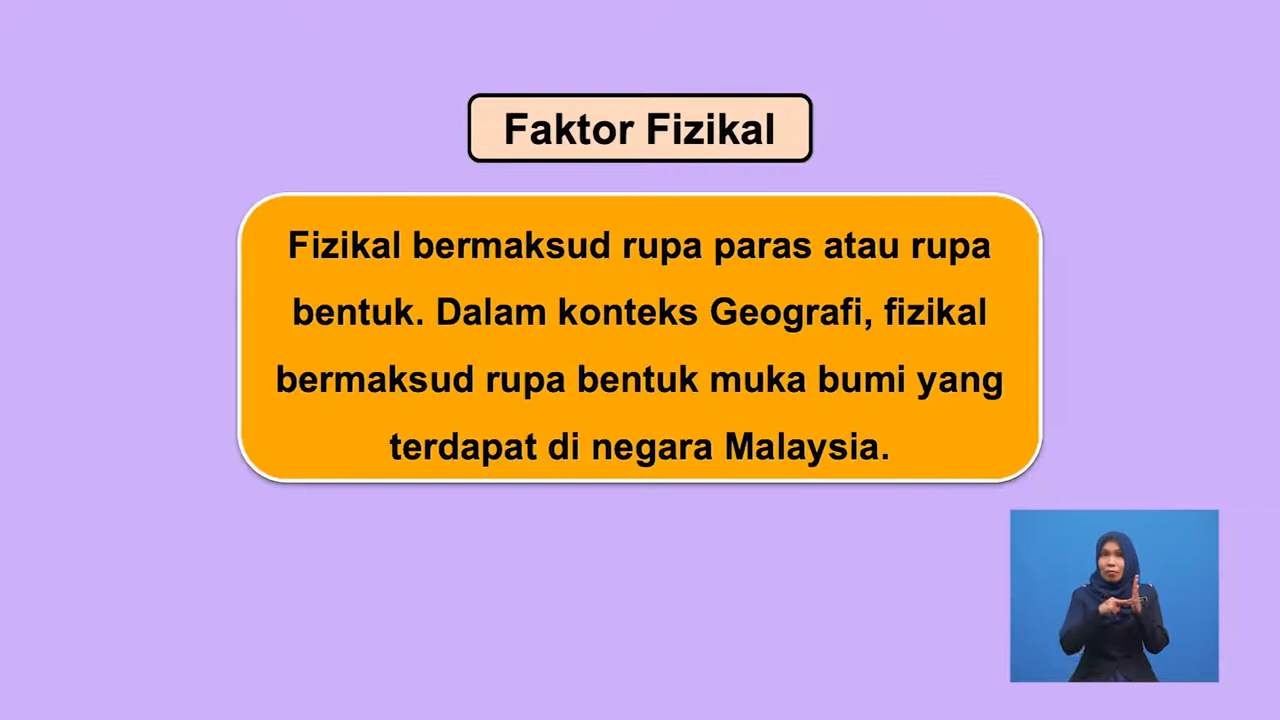 Faktor Fizikal
Fizikal bermaksud rupa paras atau rupa
bentuk. Dalam konteks Geografi, fizikal
bermaksud rupa bentuk muka bumi yang
terdapat di negara Malaysia.